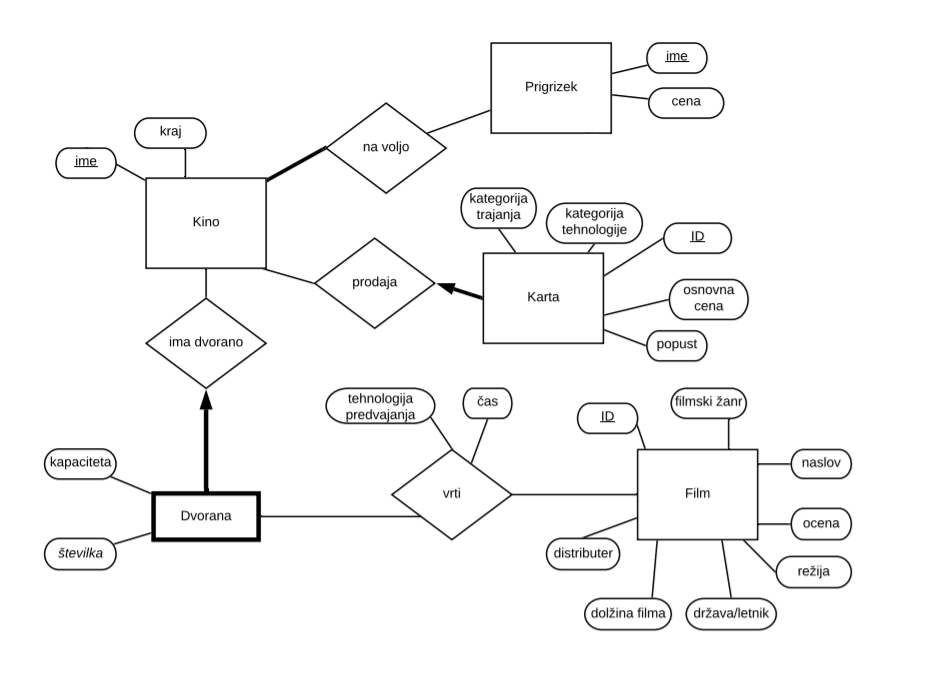 ime
Prigrizek
cena
kraj
na voljo
ime
Kino
kategorija
trajanja
kategorija
tehnologije
ID
prodaja
Karta
osnovna
cena
popust
ima dvorano
tehnologija
predvajanja
čas
ID
filmski žanr
kapaciteta
vrti
Film
naslov
Dvorana
ocena
številka
distributer
režija
dolžina filma
država/letnik